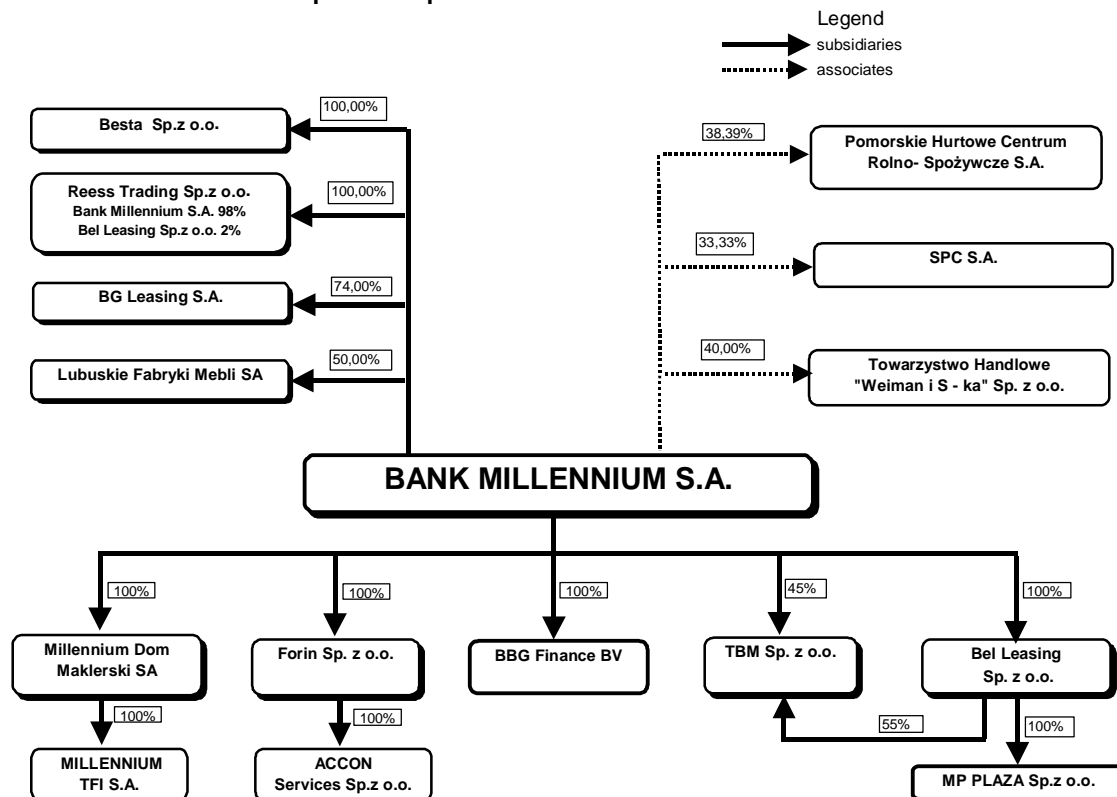 Legend
subsidiaries
associates
100,00%
Besta Sp.z o.o.
Reess Trading Sp.z o.o.
Bank Millennium S.A. 98%
Bel Leasing Sp.z o.o. 2%
100,00%
BG Leasing S.A.
74,00%
Lubuskie Fabryki Mebli SA
50,00%
38,39%
Pomorskie Hurtowe Centrum
Rolno- Spożywcze S.A.
33,33%
SPC S.A.
40,00%
Towarzystwo Handlowe
"Weiman i S - ka" Sp. z o.o.
BANK MILLENNIUM S.A.
100%
100%
100%
45%
100%
Millennium Dom
Maklerski SA
Forin Sp. z o.o.
BBG Finance BV
TBM Sp. z o.o.
Bel Leasing
Sp. z o.o.
100%
100%
55%
100%
MILLENNIUM
TFI S.A.
ACCON
Services Sp.z o.o.
MP PLAZA Sp.z o.o.